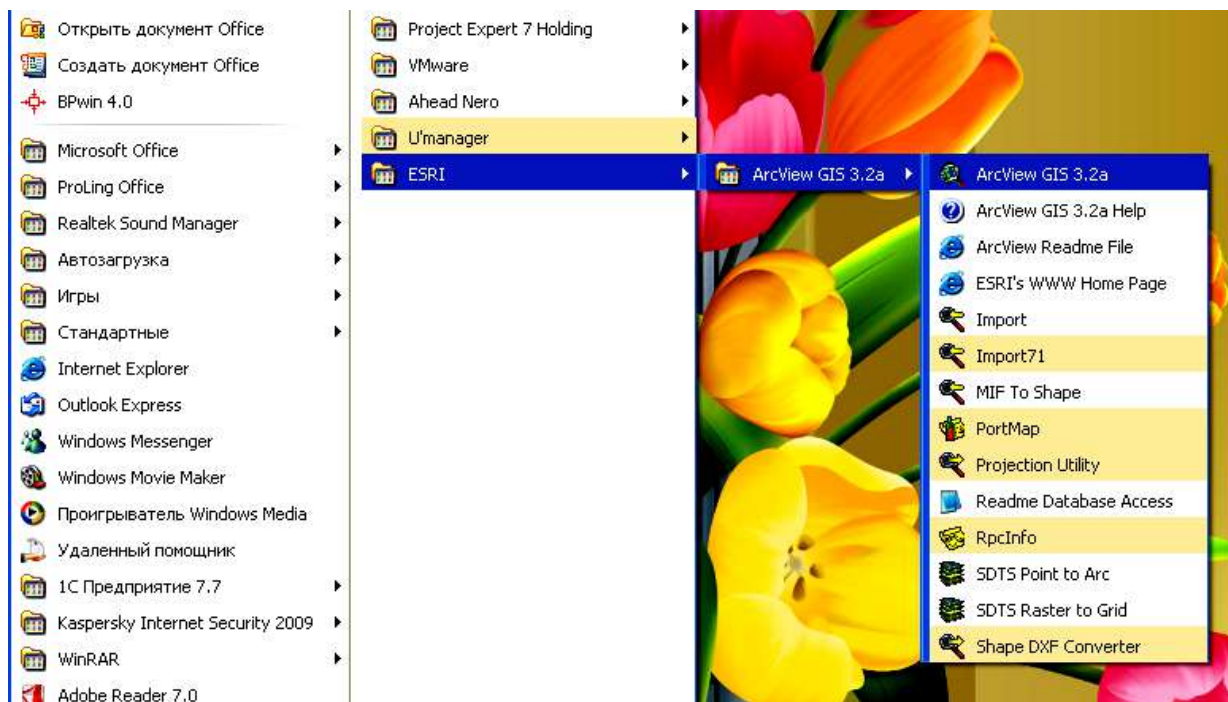 Открыть документ Office
Создать документ Office
BPwin 4.0
Microsoft Office
ProLing Office
Realtek Sound Manager
Автозагрузка
Игры
Стандартные
Internet Explorer
Outlook Express
Windows Messenger
Windows Movie Maker
Проигрыватель Windows Media
Удаленный помощник
1С Предприятие 7.7
Kaspersky Internet Security 2009
WinRAR
Adobe Reader 7.0
Project Expert 7 Holding
VMware
Ahead Nero
U'manager
ESRI
ArcView GIS 3.2a
ArcView GIS 3.2a
ArcView GIS 3.2a Help
ArcView Readme File
ESRI's WWW Home Page
Import
Import71
MIF To Shape
PortMap
Projection Utility
Readme Database Access
RpcInfo
SDTS Point to Arc
SDTS Raster to Grid
Shape DXF Converter